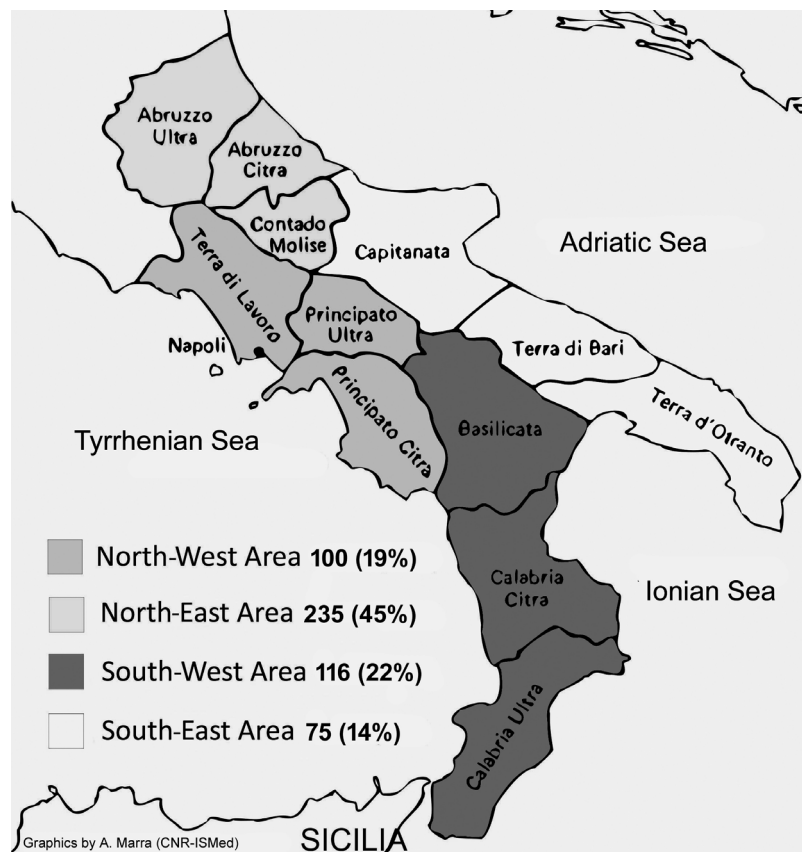 Abruzzo
Ultra
Abruzzo
Citra
Contado
Molise
Capitanata
Adriatic Sea
Terra di Lavoro
Principato
Ultra
Napoli
Terra di Bari
Principato Citra
Basilicata
Terra d'Otranto
Tyrrhenian Sea
North-West Area 100 (19%)
Calabria
Citra
Ionian Sea
North-East Area 235 (45%)
South-West Area 116 (22%)
Calabria Ultra
South-East Area 75 (14%)
Graphics by A. Marra (CNR-ISMed)
SICILIA